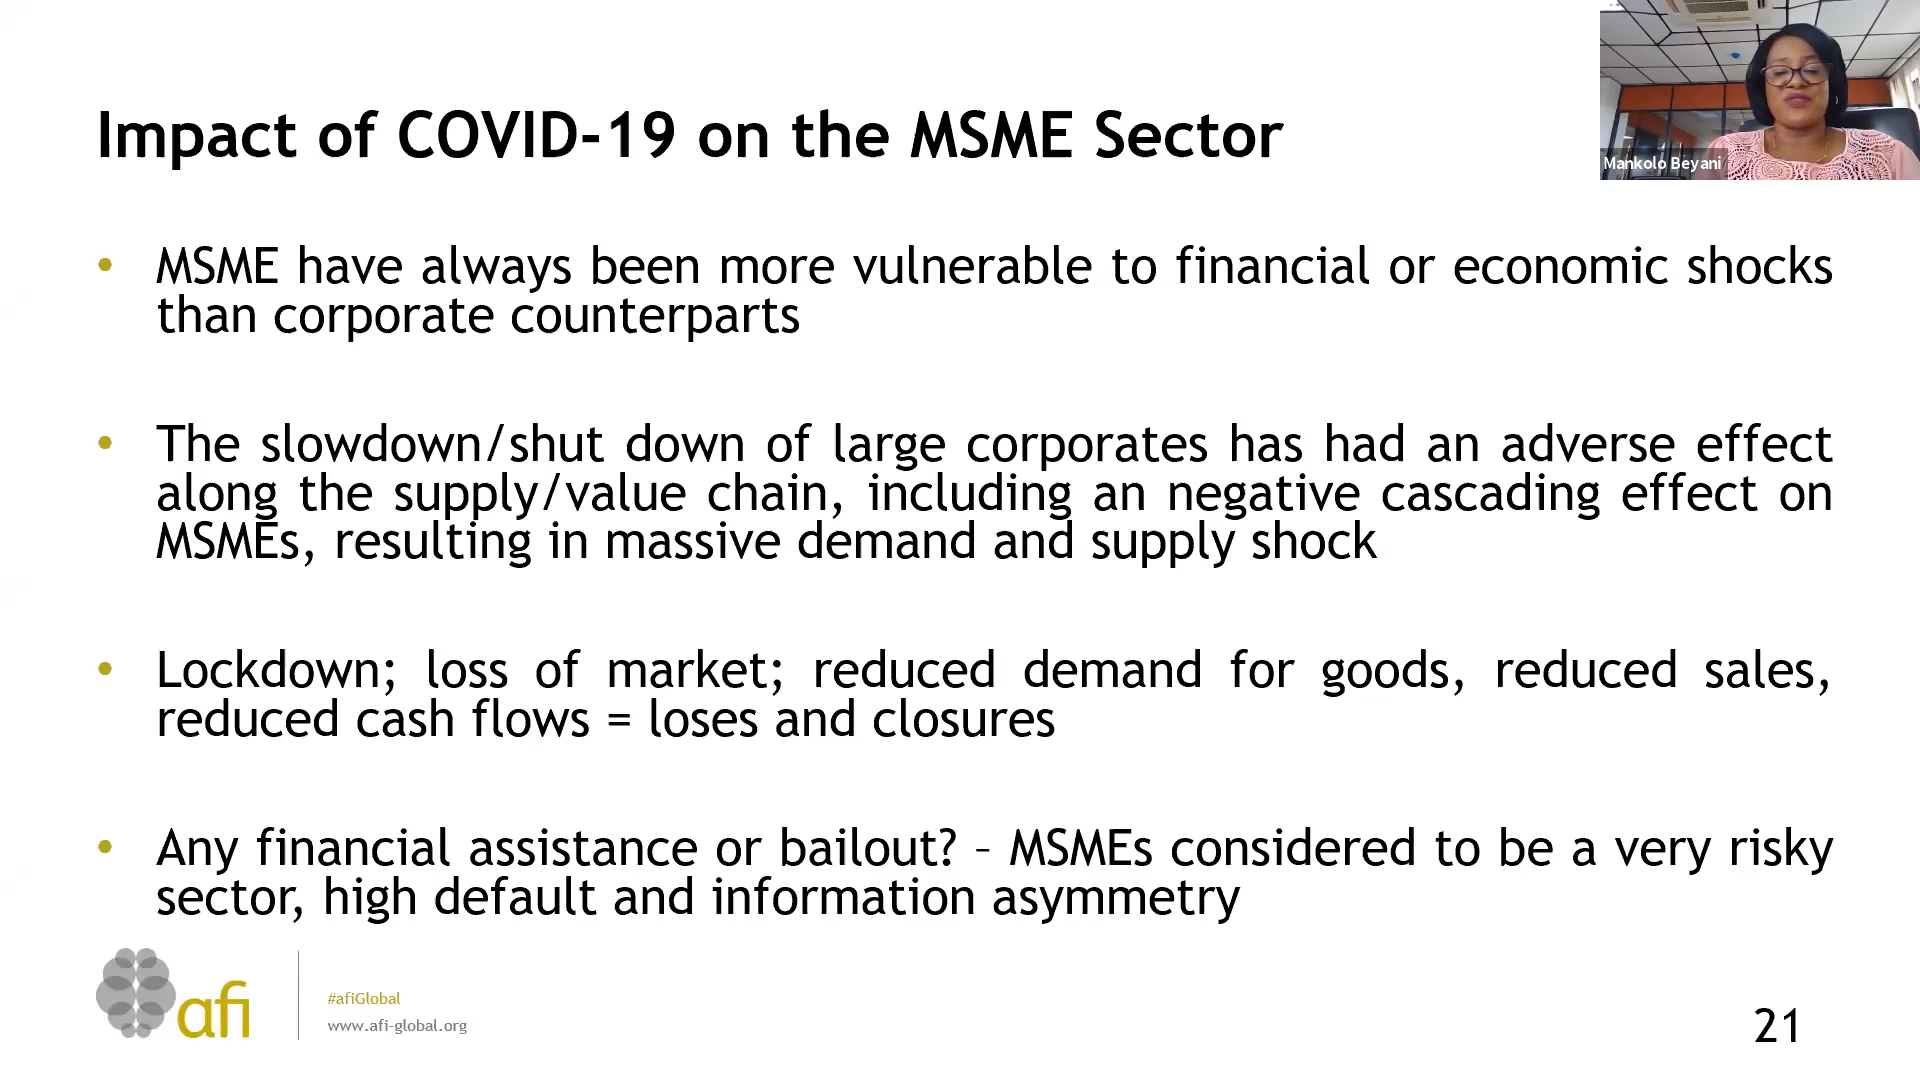 Impact of COVID-19 on the MSME Sector
Mankolo Beyani
• MSME have always been more vulnerable to financial or economic shocks
than corporate counterparts
• The slowdown/shut down of large corporates has had an adverse effect
along the supply/value chain, including an negative cascading effect on
MSMEs, resulting in massive demand and supply shock
• Lockdown; loss of market; reduced demand for goods, reduced sales,
reduced cash flows = loses and closures
• Any financial assistance or bailout? – MSMEs considered to be a very risky
sector, high default and information asymmetry
afi
#afiGlobal
www.afi-global.org
21